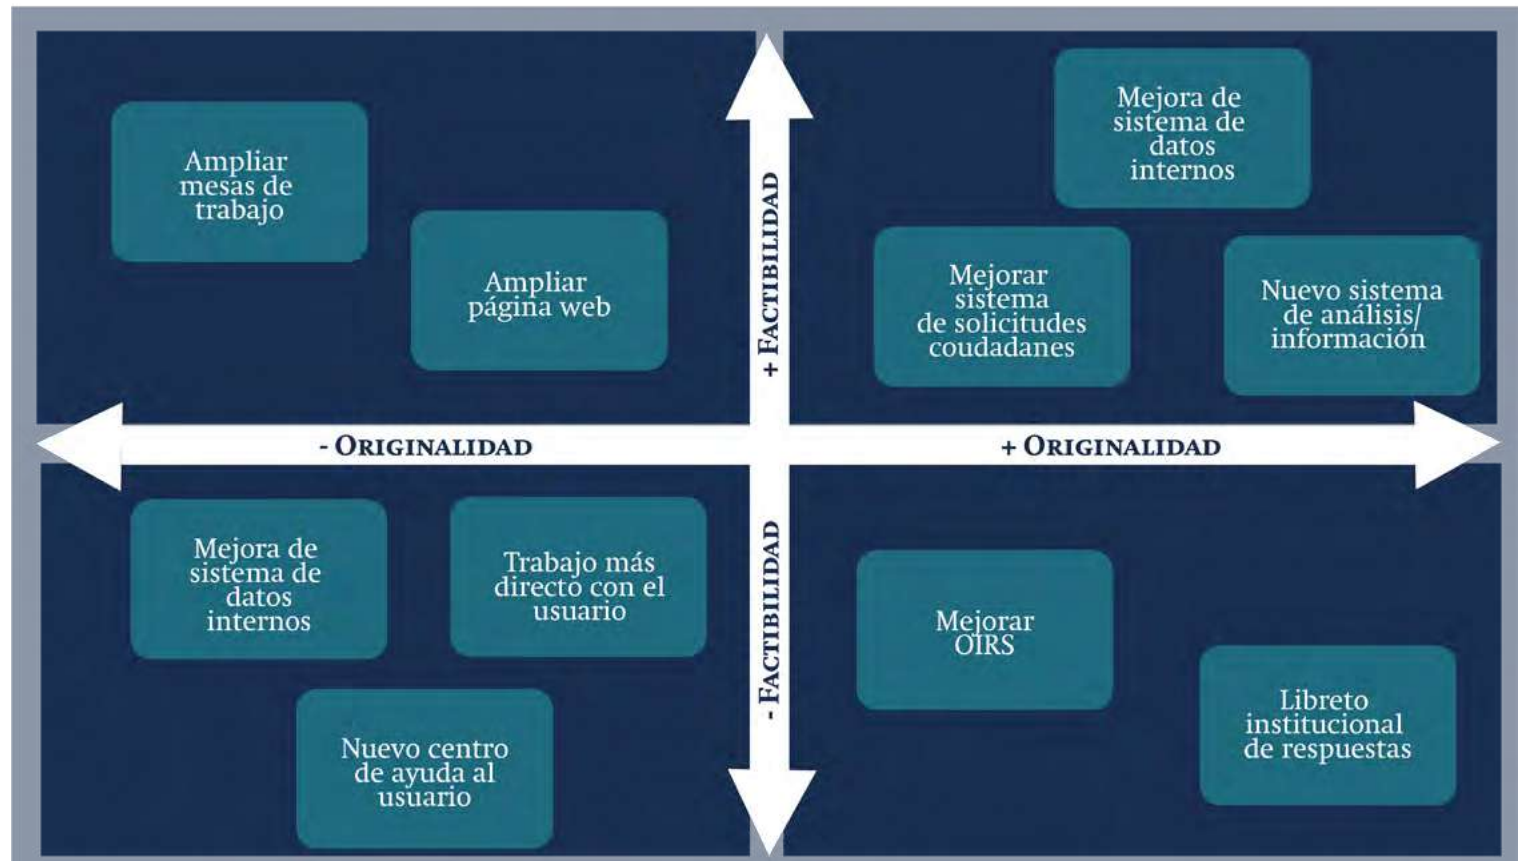 Ampliar
mesas de
trabajo
Ampliar
página web
+ FACTIBILIDAD
Mejora de
sistema de
datos
internos
Mejorar
sistema
de solicitudes
coudadanes
Nuevo sistema
de análisis/
información
- ORIGINALIDAD
+ ORIGINALIDAD
Mejora de
sistema de
datos
internos
Trabajo más
directo con el
usuario
Nuevo centro
de ayuda al
usuario
- FACTIBILIDAD
Mejorar
OIRS
Libreto
institucional
de respuestas